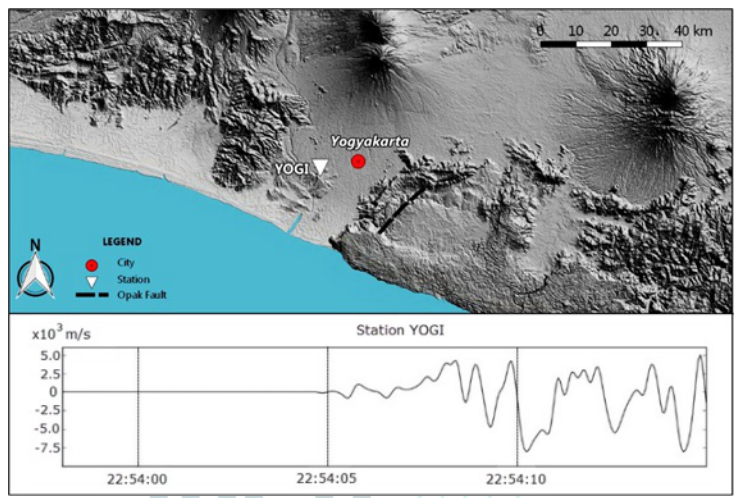 0 10 20 30 40 km
Yogyakarta
YOGI
N
LEGEND
City
Station
Opak Fault
x10³ m/s
Station YOGI
5.0
2.5
0
-2.5
-5.0
-7.5
22:54:00 22:54:05 22:54:10